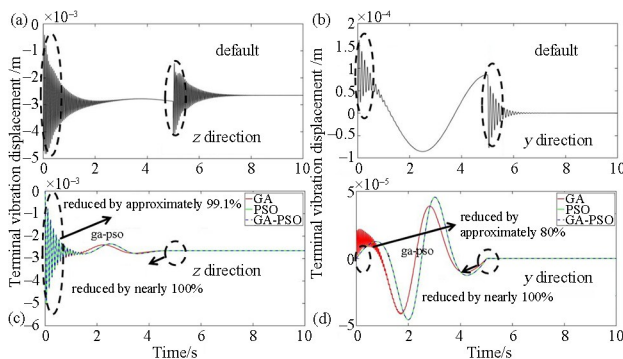 (a)
×10⁻³
0
−1
−2
−3
−4
−5
default
z direction
0 2 4 6 8 10
(b)
×10⁻⁴
2
1.5
1
0.5
0
−0.5
−1
default
y direction
0 2 4 6 8 10
Terminal vibration displacement /m
Terminal vibration displacement /m
×10⁻³
0
−1
−2
−3
−4
−5
−6
reduced by approximately 99.1%
GA
PSO
GA-PSO
ga-pso
z direction
reduced by nearly 100%
(c)
0 2 4 6 8 10
Time/s
×10⁻⁵
5
0
−5
GA
PSO
GA-PSO
reduced by
approximately 80%
ga-pso
y direction
reduced by nearly 100%
(d)
0 2 4 6 8 10
Time/s